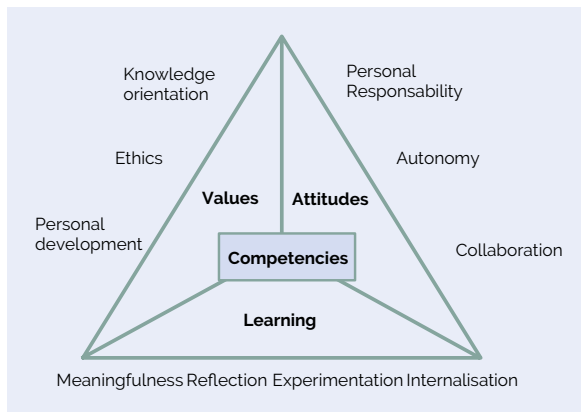 Knowledge
orientation
Personal
Responsability
Ethics
Autonomy
Values
Attitudes
Personal
development
Collaboration
Competencies
Learning
Meaningfulness Reflection Experimentation Internalisation